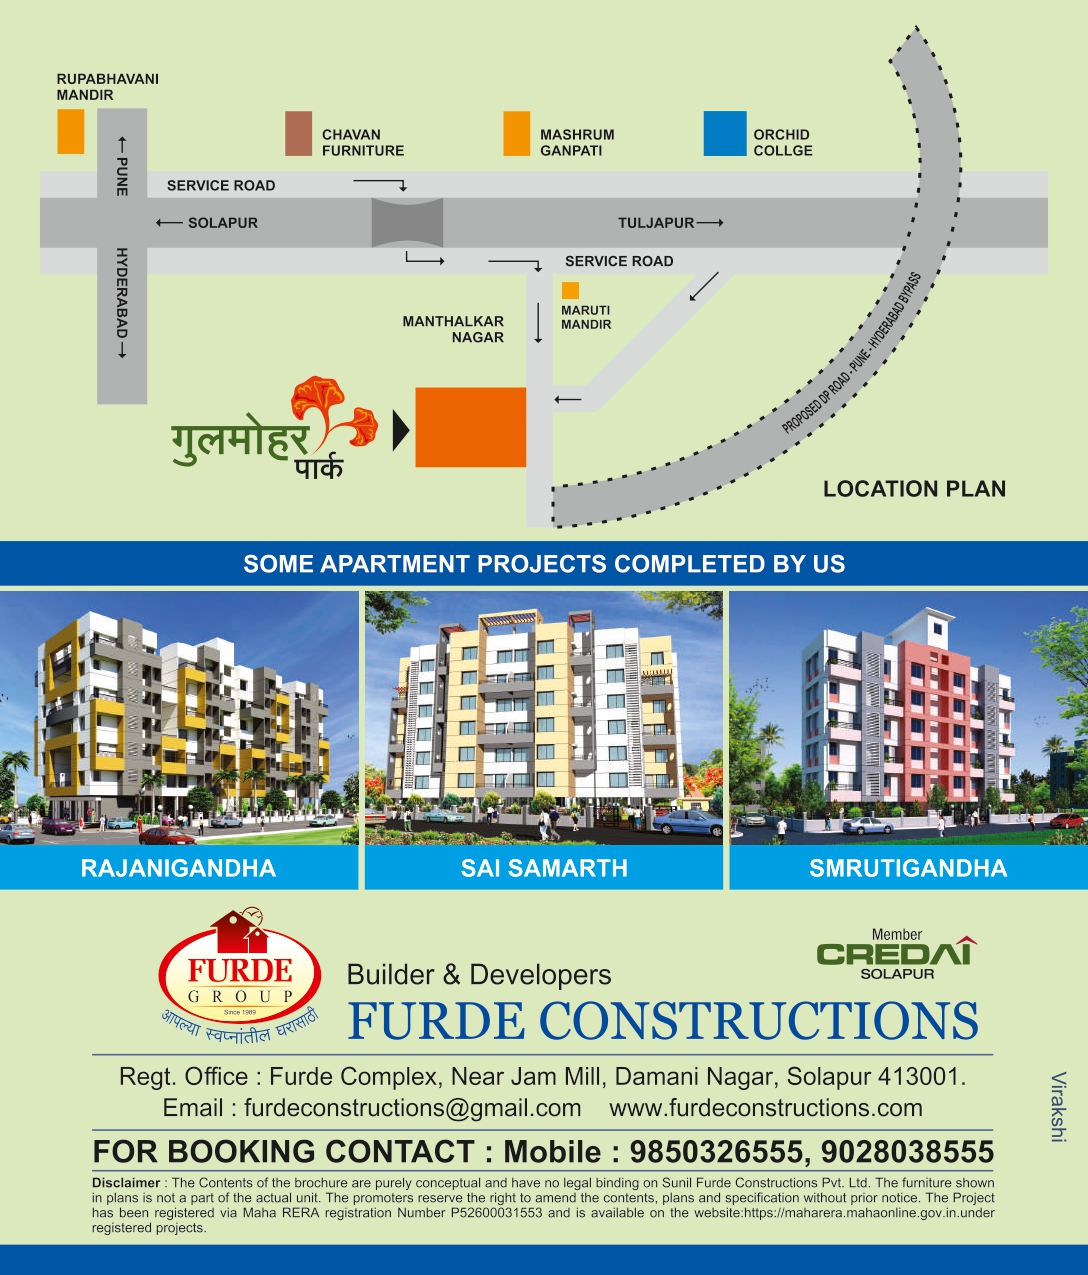 RUPABHAVANI
MANDIR
CHAVAN
FURNITURE
MASHRUM
GANPATI
ORCHID
COLLGE
PUNE
SERVICE ROAD
SOLAPUR
TULJAPUR
HYDERABAD
SERVICE ROAD
MARUTI
MANDIR
MANTHALKAR
NAGAR
PROPOSED DP ROAD - PUNE - HYDERABAD BYPASS
गुलमोहर
पार्क
LOCATION PLAN
SOME APARTMENT PROJECTS COMPLETED BY US
RAJANIGANDHA
SAI SAMARTH
SMRUTIGANDHA
FURDE
GROUP
Since 1989
आपल्या स्वप्नांतील घरासाठी
Member
CREDAI
SOLAPUR
Builder & Developers
FURDE CONSTRUCTIONS
Regt. Office : Furde Complex, Near Jam Mill, Damani Nagar, Solapur 413001.
Email : furdeconstructions@gmail.com www.furdeconstructions.com
Virakshi
FOR BOOKING CONTACT : Mobile : 9850326555, 9028038555
Disclaimer : The Contents of the brochure are purely conceptual and have no legal binding on Sunil Furde Constructions Pvt. Ltd. The furniture shown
in plans is not a part of the actual unit. The promoters reserve the right to amend the contents, plans and specification without prior notice. The Project
has been registered via Maha RERA registration Number P52600031553 and is available on the website:https://maharera.mahaonline.gov.in.under
registered projects.